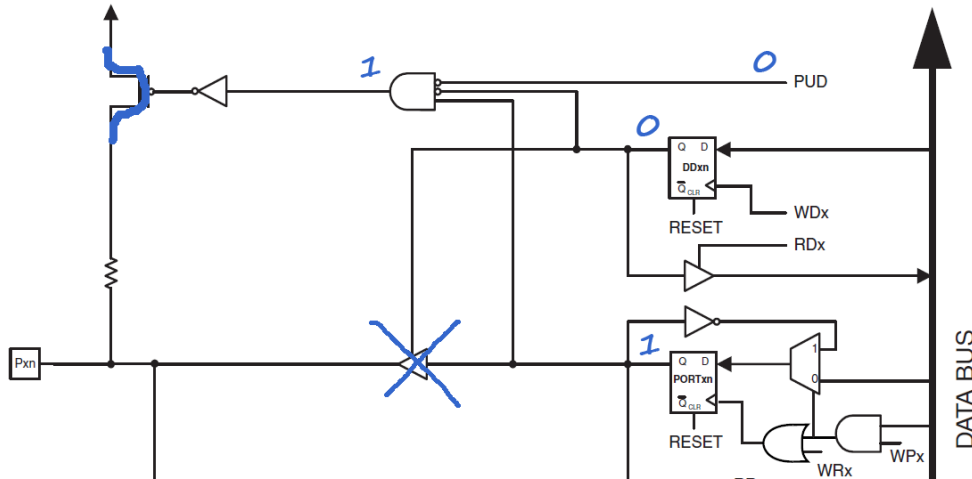 0
1
PUD
0
Q D
DDxn
Q CLR
WDx
RESET
RDx
1
1
Pxn
Q D
PORTxn
0
Q CLR
RESET
WPx
WRx
DATA BUS